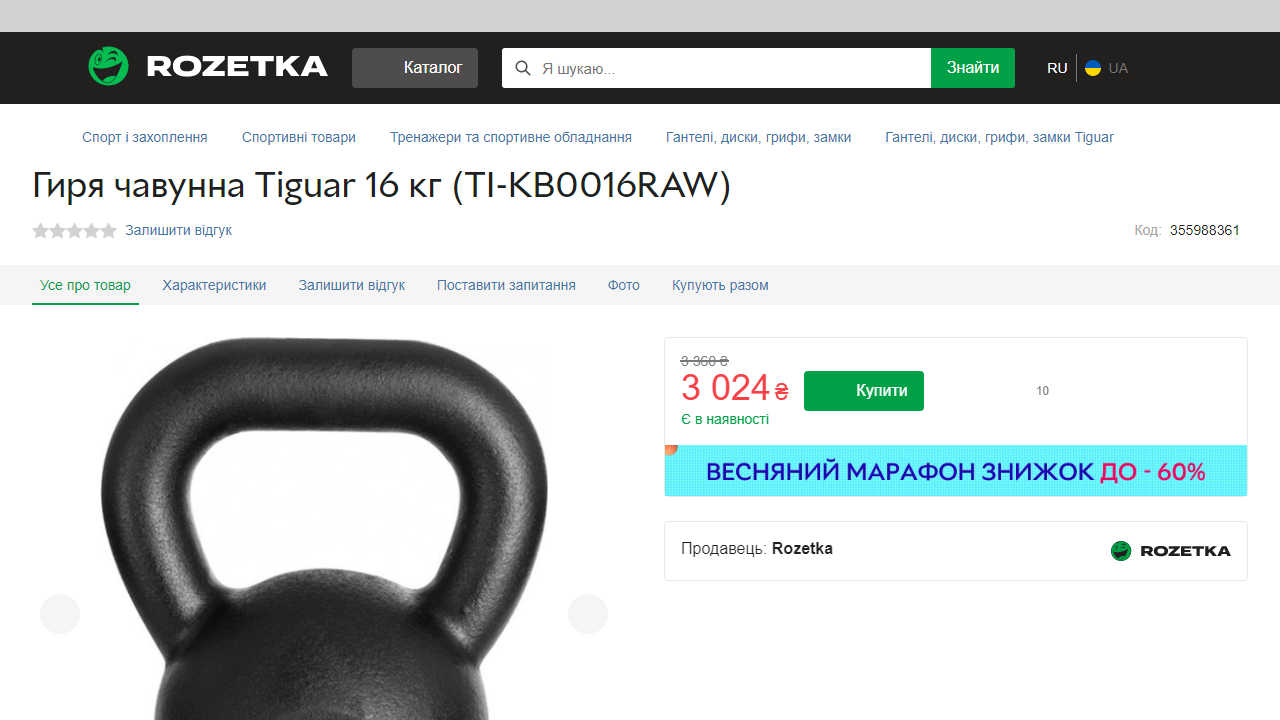 ROZETKA
Каталог
Я шукаю...
Знайти
RU
UA
Спорт і захоплення
Спортивні товари
Тренажери та спортивне обладнання
Гантелі, диски, грифи, замки
Гантелі, диски, грифи, замки Tiguar
Гиря чавунна Tiguar 16 кг (TI-KB0016RAW)
Залишити відгук
Код: 355988361
Усе про товар
Характеристики
Залишити відгук
Поставити запитання
Фото
Купують разом
3 360 ₴
3 024 ₴
Купити
10
Є в наявності
ВЕСНЯНИЙ МАРАФОН ЗНИЖОК ДО - 60%
Продавець: Rozetka
ROZETKA